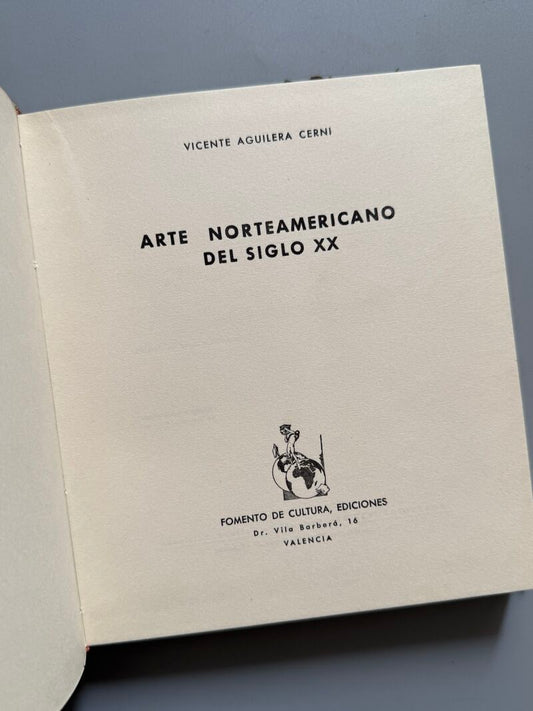 VICENTE AGUILERA CERNI
ARTE NORTEAMERICANO
DEL SIGLO XX
FOMENTO DE CULTURA, EDICIONES
Dr. Vila Barberá, 16
VALENCIA